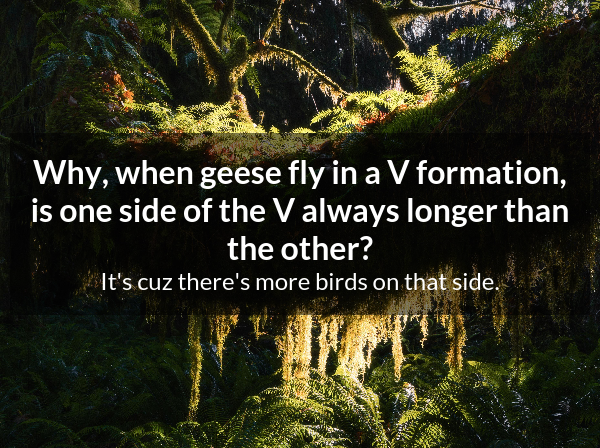 Why, when geese fly in a V formation,
is one side of the V always longer than
the other?
It's cuz there's more birds on that side.